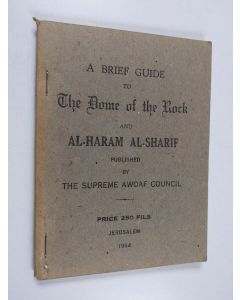 A BRIEF GUIDE
TO
The Dome of the Rock
AND
AL-HARAM AL-SHARIF
PUBLISHED
BY
THE SUPREME AWQAF COUNCIL
PRICE 250 FILS
JERUSALEM
1964